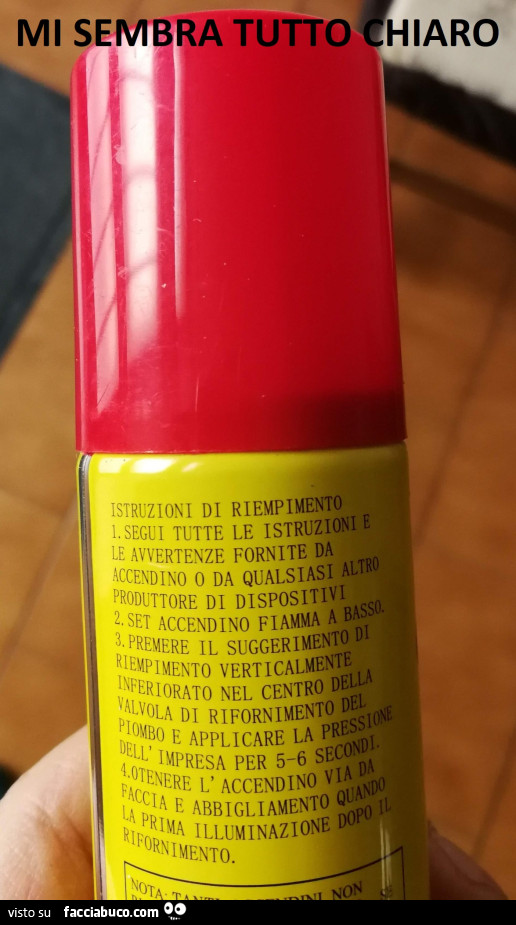 MI SEMBRA TUTTO CHIARO
ISTRUZIONI DI RIEMPIMENTO
1. SEGUI TUTTE LE ISTRUZIONI E
LE AVVERTENZE FORNITE DA
ACCENDINO O DA QUALSIASI ALTRO
PRODUTTORE DI DISPOSITIVI
2. SET ACCENDINO FIAMMA A BASSO.
3. PREMERE IL SUGGERIMENTO DI
RIEMPIMENTO VERTICALMENTE
INFERIORATO NEL CENTRO DELLA
VALVOLA DI RIFORNIMENTO DEL
PIOMBO E APPLICARE LA PRESSIONE
DELL'IMPRESA PER 5-6 SECONDI.
4.OTENERE L'ACCENDINO VIA DA
FACCIA E ABBIGLIAMENTO QUANDO
LA PRIMA ILLUMINAZIONE DOPO IL
RIFORNIMENTO.
NOTA: NON
visto su facciabuco.com